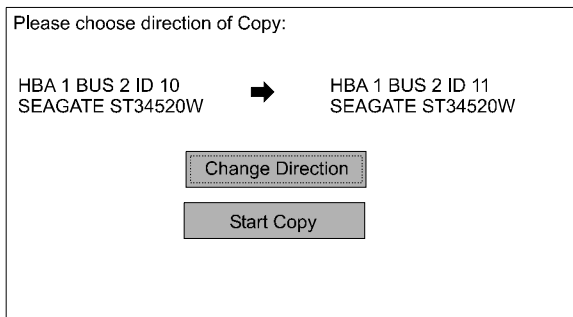 Please choose direction of Copy:
HBA 1 BUS 2 ID 10
SEAGATE ST34520W
HBA 1 BUS 2 ID 11
SEAGATE ST34520W
Change Direction
Start Copy